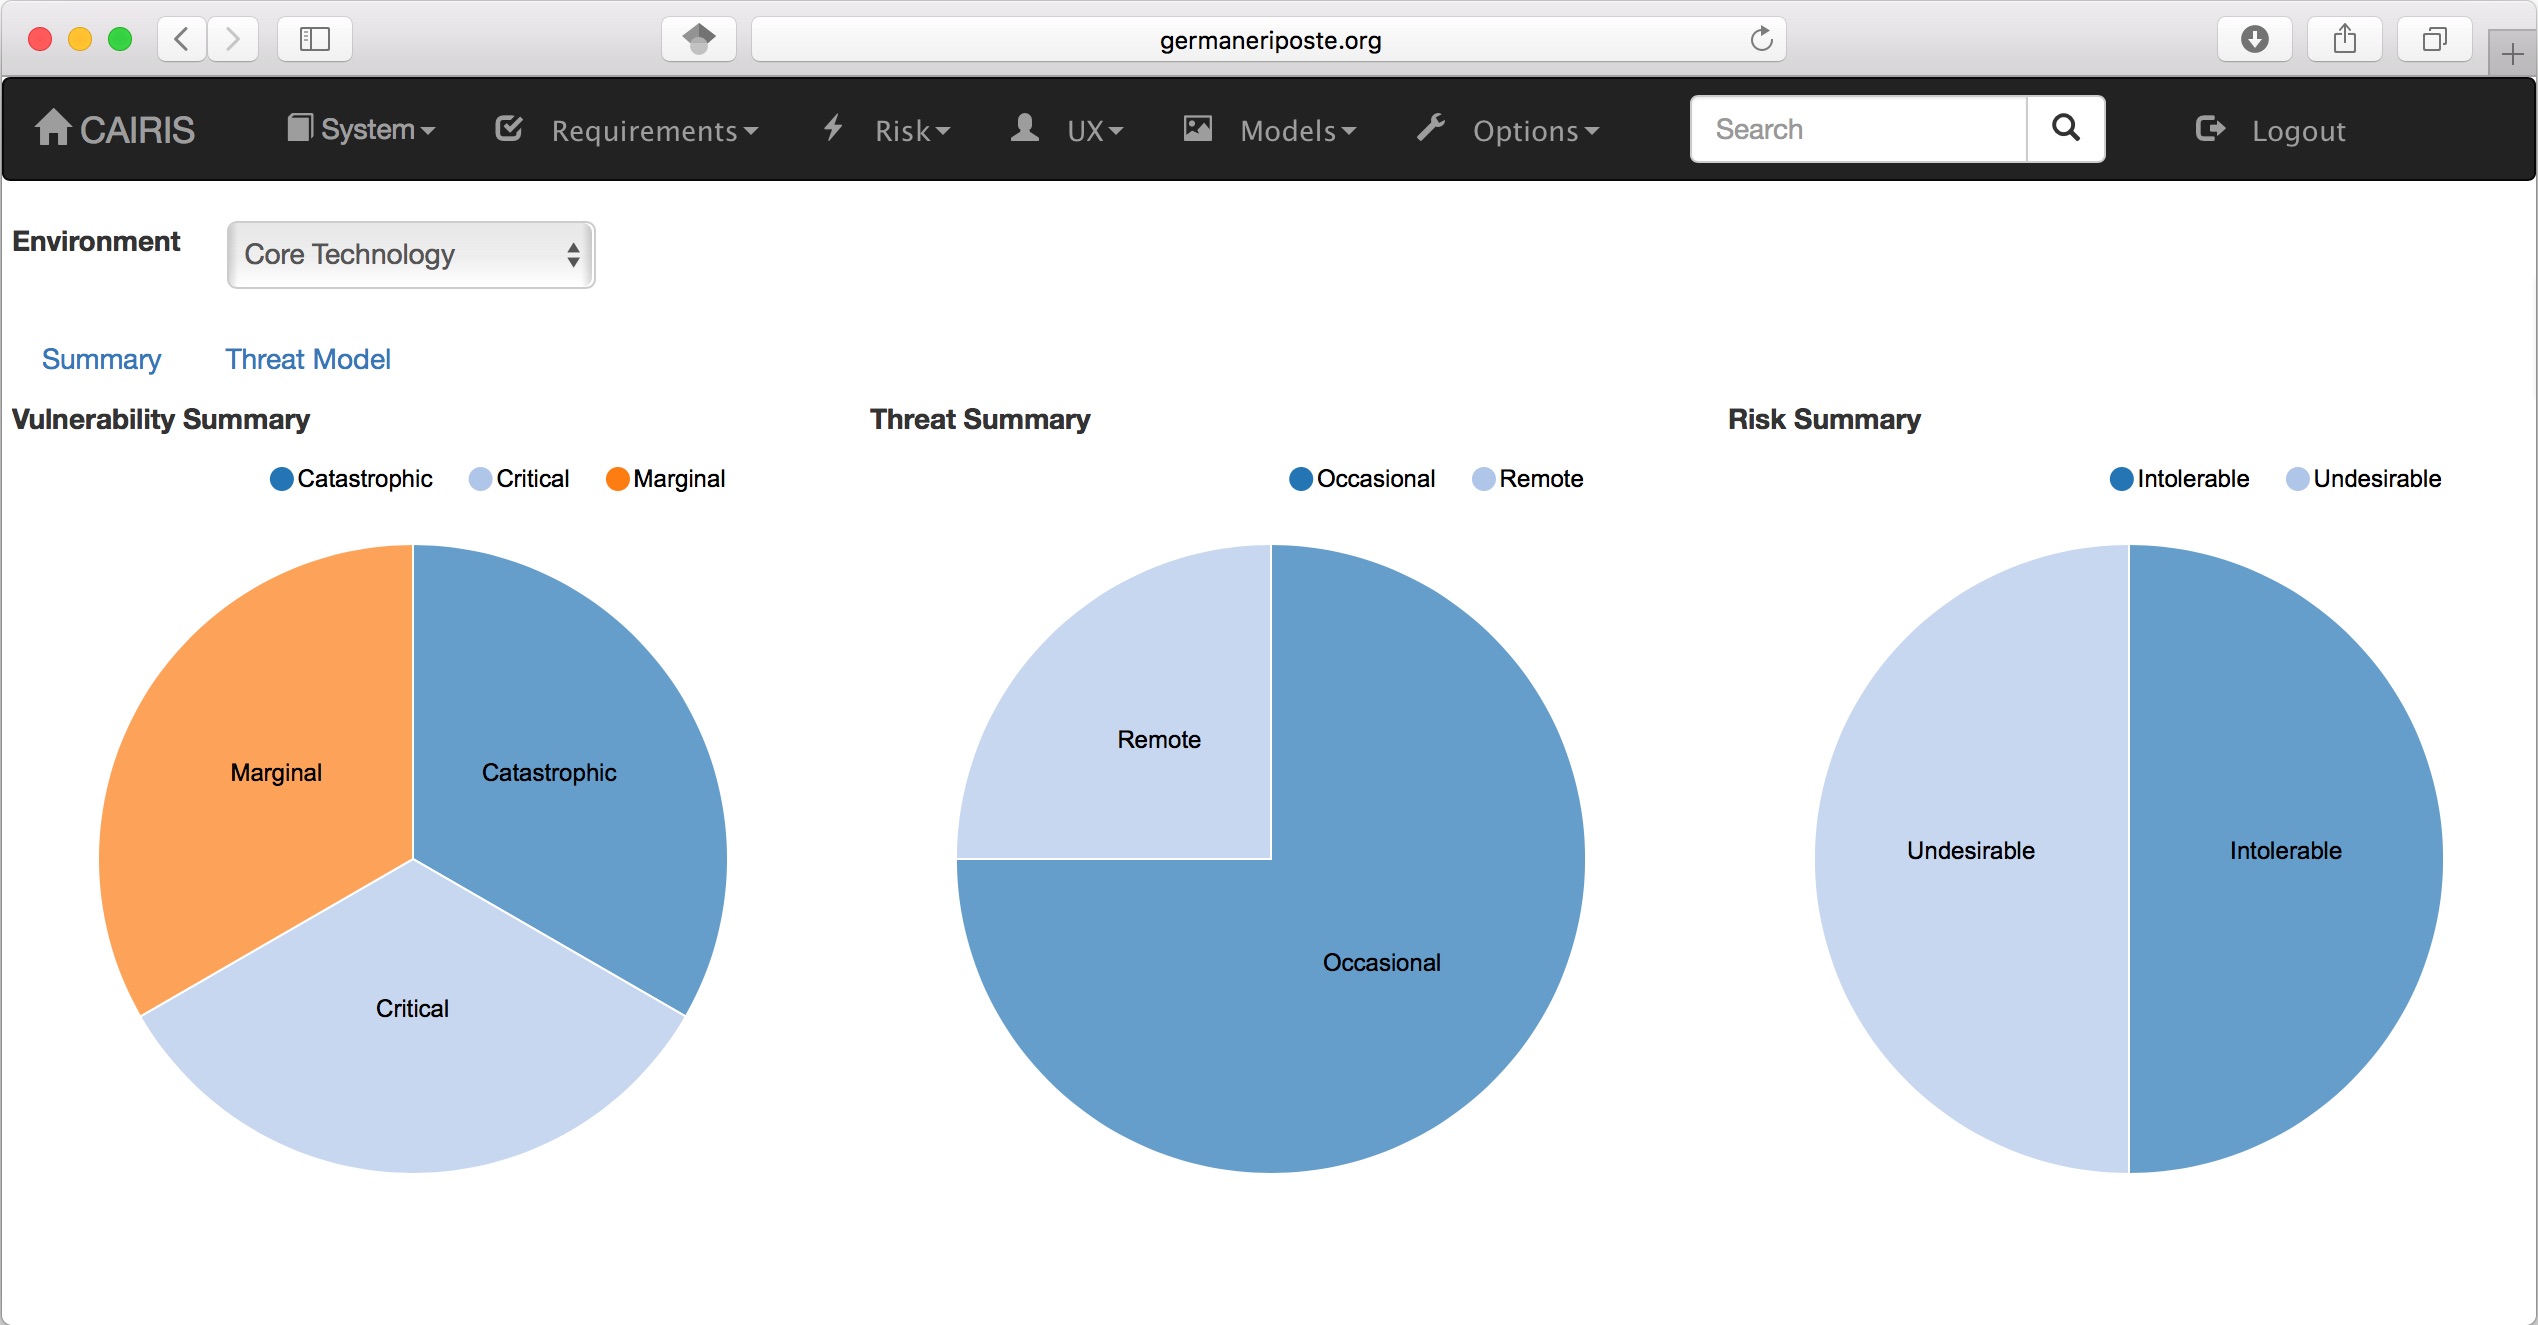 germaneriposte.org
CAIRIS System Requirements Risk UX Models Options Search Logout
Environment Core Technology
Summary Threat Model
Vulnerability Summary Threat Summary Risk Summary
Catastrophic Critical Marginal Occasional Remote Intolerable Undesirable
Marginal Catastrophic Critical
Remote Occasional
Undesirable Intolerable